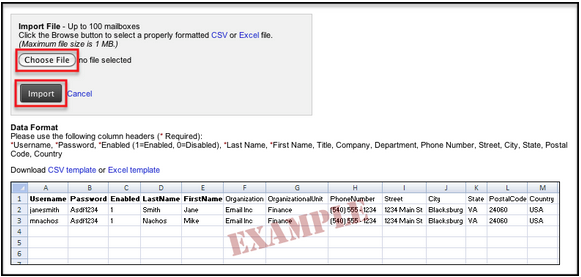 Import File - Up to 100 mailboxes
Click the Browse button to select a properly formatted CSV or Excel file.
(Maximum file size is 1 MB.)
Choose File no file selected
Import Cancel
Data Format
Please use the following column headers (* Required):
*Username, *Password, *Enabled (1=Enabled, 0=Disabled), *Last Name, *First Name, Title, Company, Department, Phone Number, Street, City, State, Postal
Code, Country
Download CSV template or Excel template
A B C D E F G H I J K L M
1 Username Password Enabled LastName FirstName Organization OrganizationalUnit PhoneNumber Street City State PostalCode Country
2 janesmith Asdf1234 1 Smith Jane Email Inc Finance (540) 555-1234 1234 Main St Blacksburg VA 24060 USA
3 mnachos Asdf1234 1 Nachos Mike Email Inc Finance (540) 555-1234 1234 Main St Blacksburg VA 24060 USA
4
5
6
7
EXAMPLE